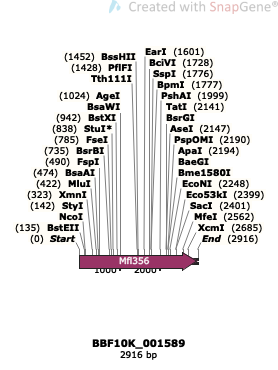 Created with SnapGene®
EarI (1601)
(1452) BssHII BciVI (1728)
(1428) PflFI SspI (1776)
Tth111I BpmI (1777)
(1024) AgeI PshAI (1999)
BsaWI TatI (2141)
(942) BstXI BsrGI
(838) StuI* AseI (2147)
(785) FseI PspOMI (2190)
(735) BsrBI ApaI (2194)
(490) FspI BaeGI
(474) BsaAI Bme1580I
(422) MluI EcoNI (2248)
(323) XmnI Eco53kI (2399)
(142) StyI SacI (2401)
NcoI MfeI (2562)
(135) BstEII XcmI (2685)
(0) Start End (2916)
Mfl356
1000 2000
BBF10K_001589
2916 bp